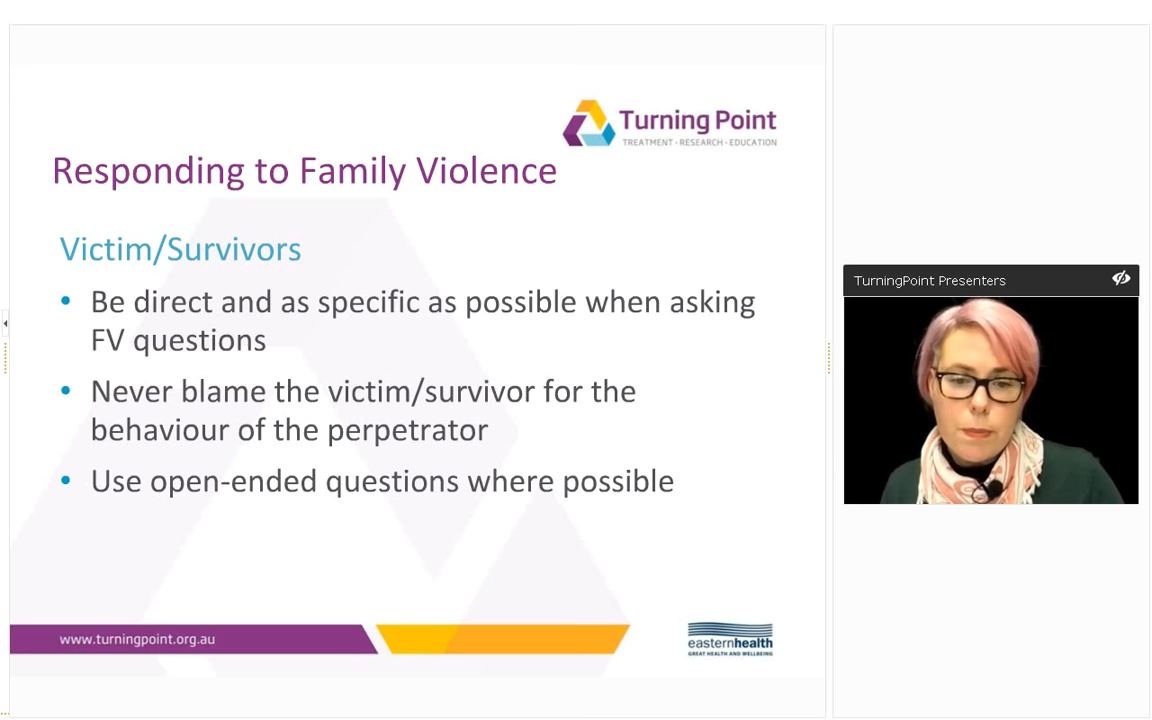 Turning Point
TREATMENT • RESEARCH • EDUCATION
Responding to Family Violence
Victim/Survivors
• Be direct and as specific as possible when asking
FV questions
• Never blame the victim/survivor for the
behaviour of the perpetrator
• Use open-ended questions where possible
www.turningpoint.org.au
easternhealth
GREAT HEALTH AND WELLBEING
TurningPoint Presenters